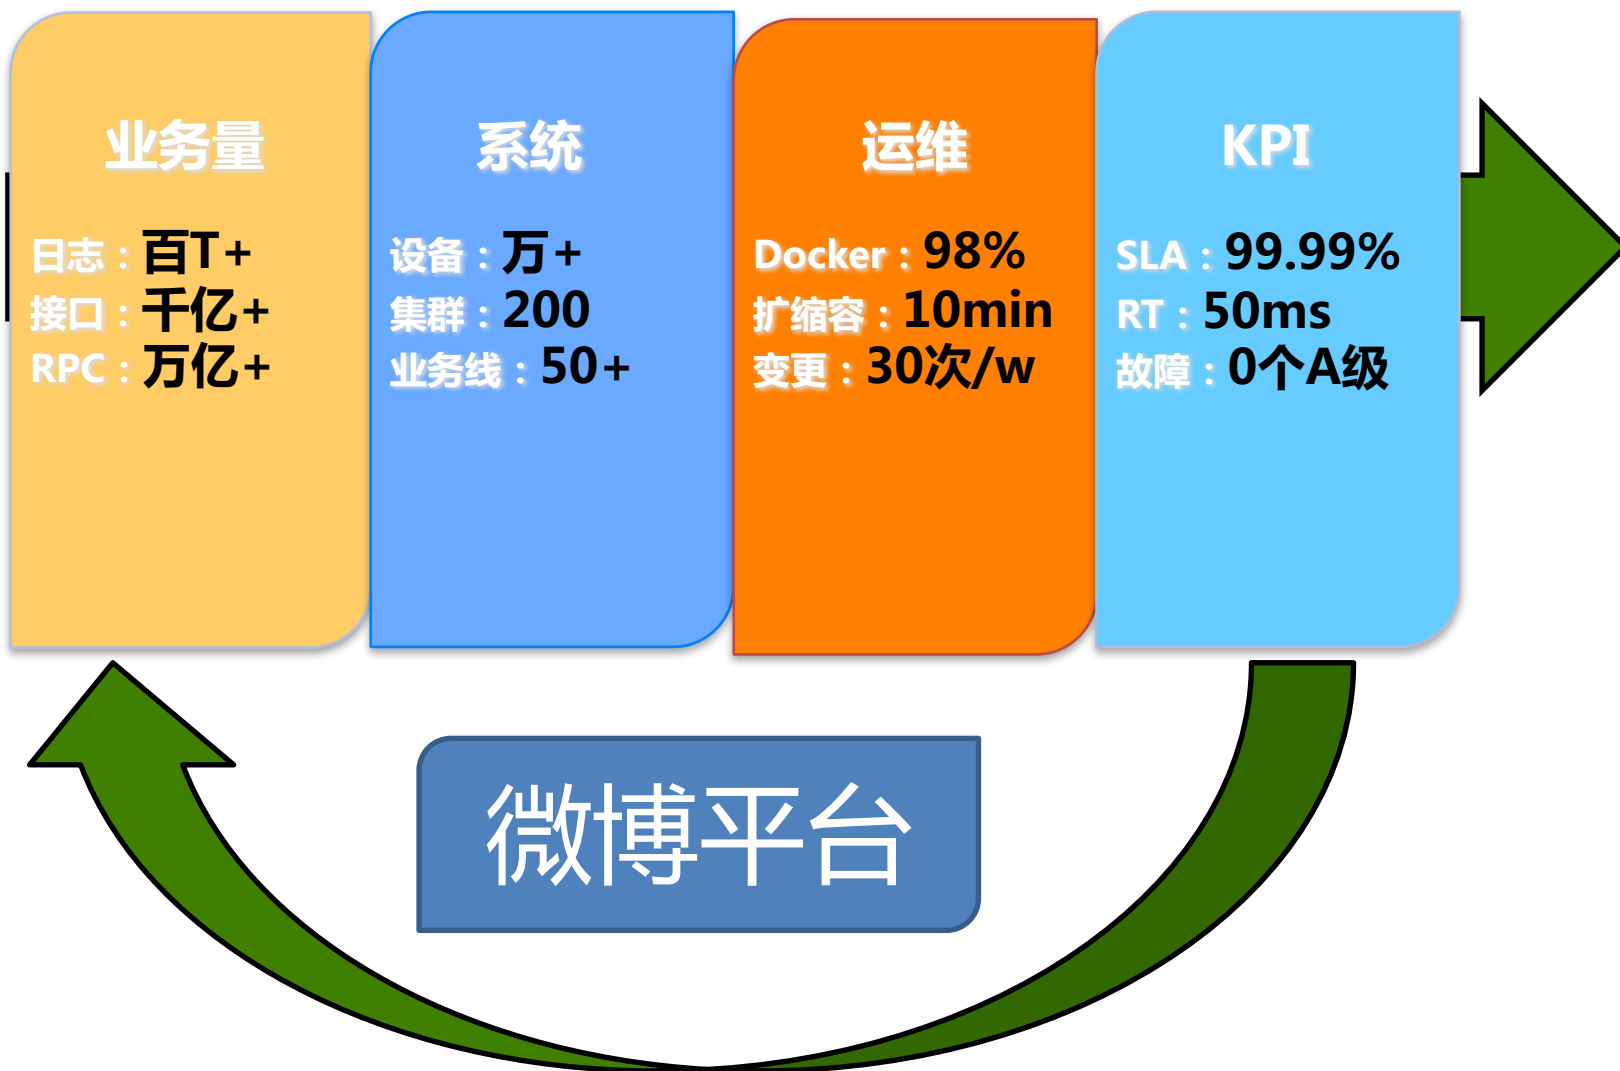 业务量
日志：百T+
接口：千亿+
RPC：万亿+
系统
设备：万+
集群：200
业务线：50+
运维
Docker：98%
扩缩容：10min
变更：30次/w
KPI
SLA：99.99%
RT：50ms
故障：0个A级
微博平台